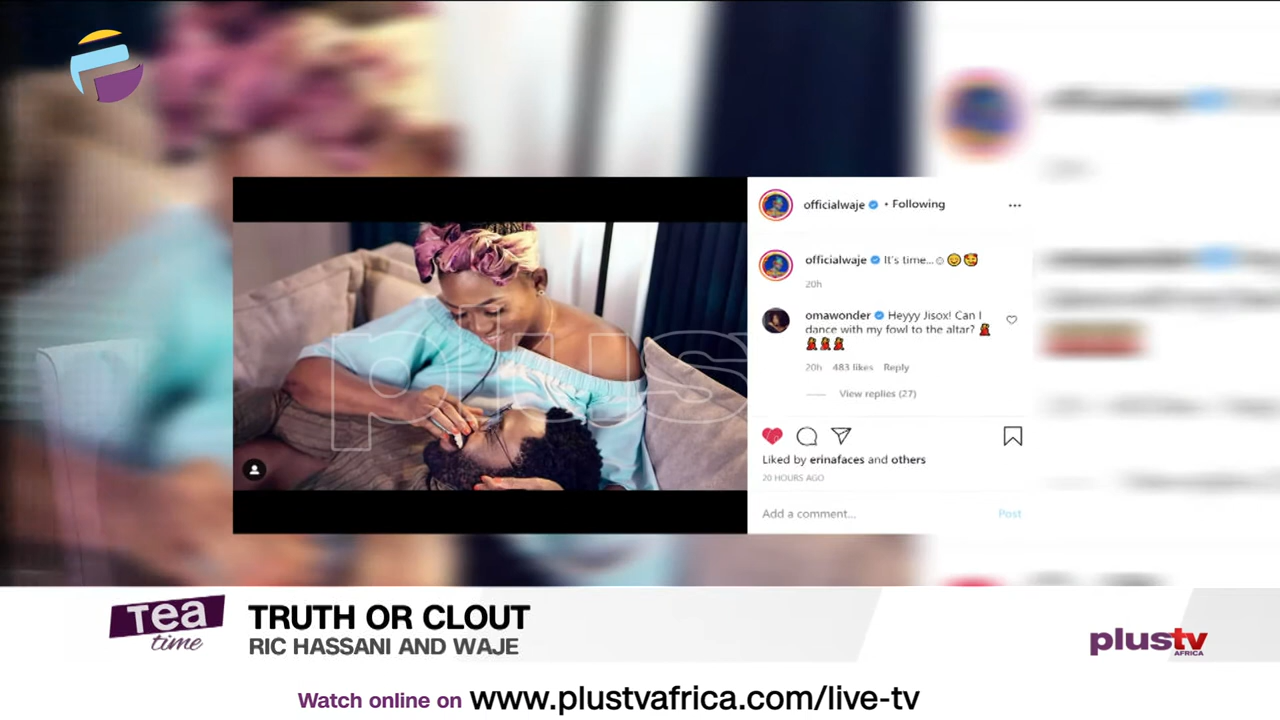 officialwaje • Following
officialwaje It's time...☺😊🥰
20h
omawonder Heyyy Jisox! Can I
dance with my fowl to the altar? 💃
💃💃💃
20h 483 likes Reply
View replies (27)
Liked by erinafaces and others
20 HOURS AGO
Add a comment... Post
plus
Tea
time
TRUTH OR CLOUT
RIC HASSANI AND WAJE
plustv
AFRICA
Watch online on www.plustvafrica.com/live-tv